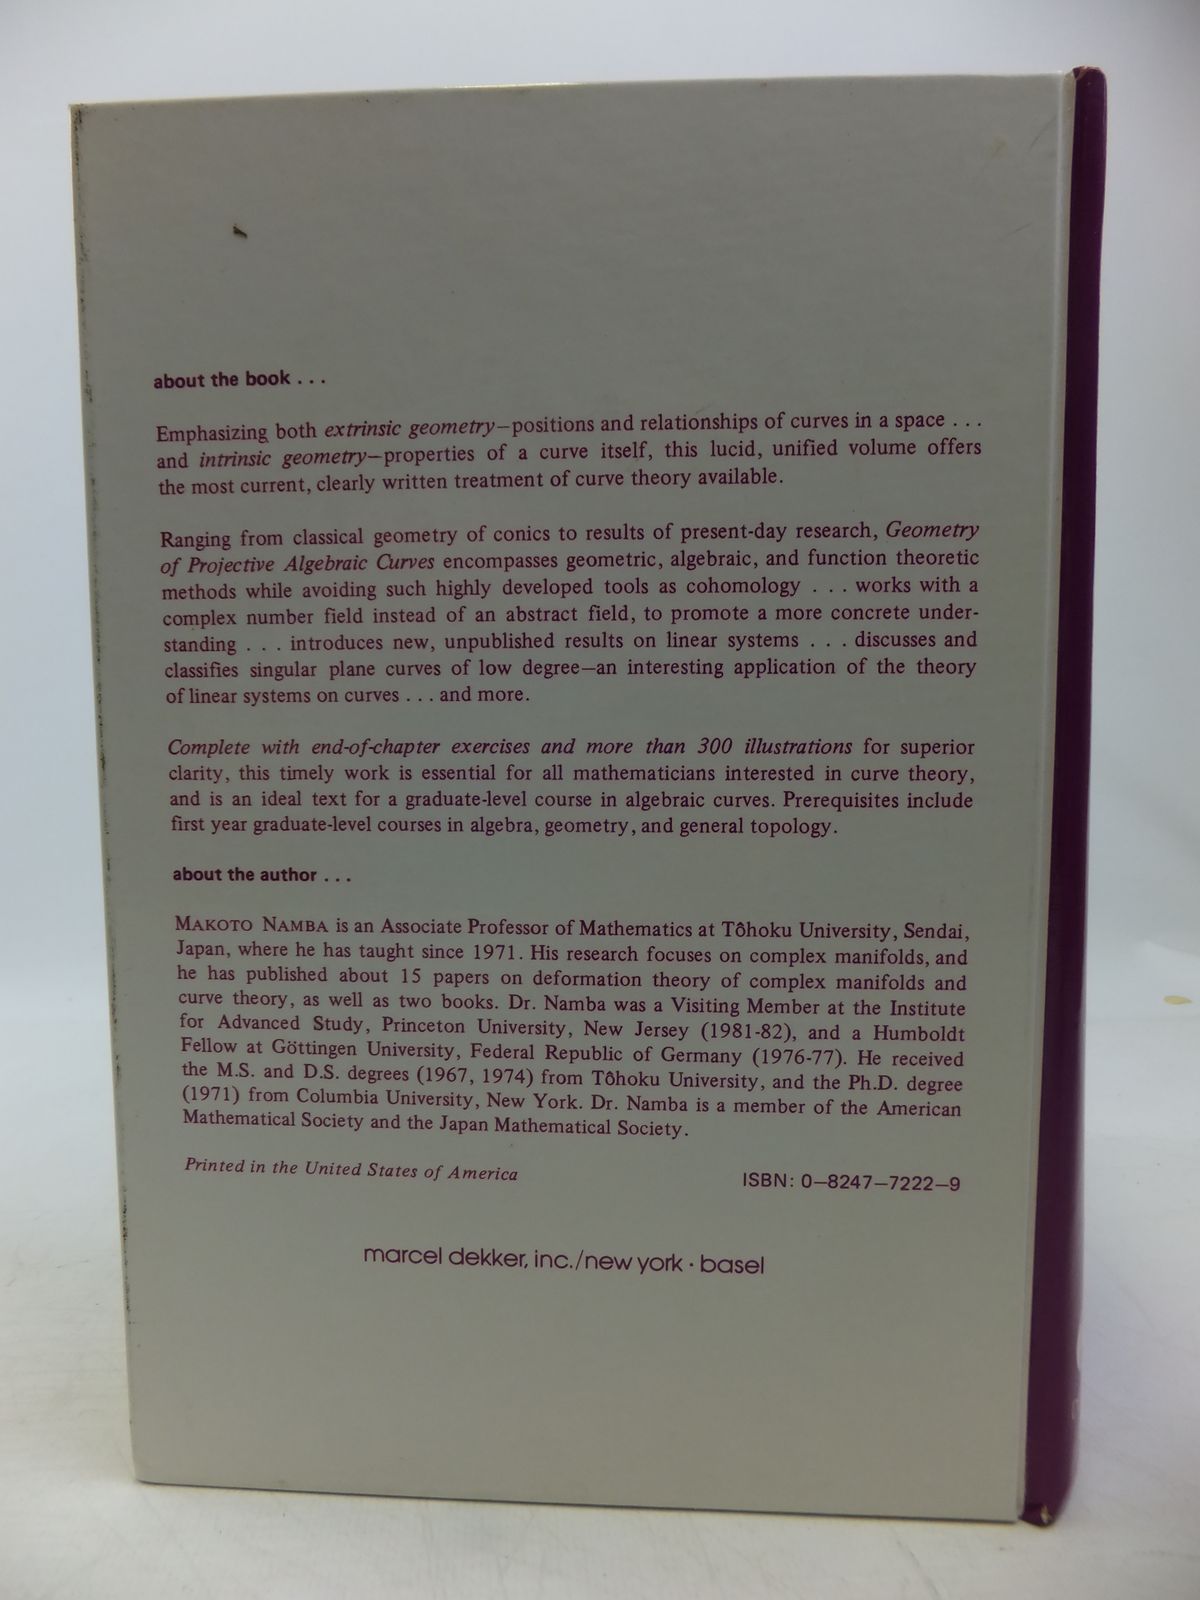 about the book . . .
Emphasizing both extrinsic geometry—positions and relationships of curves in a space . . .
and intrinsic geometry—properties of a curve itself, this lucid, unified volume offers
the most current, clearly written treatment of curve theory available.
Ranging from classical geometry of conics to results of present-day research, Geometry
of Projective Algebraic Curves encompasses geometric, algebraic, and function theoretic
methods while avoiding such highly developed tools as cohomology . . . works with a
complex number field instead of an abstract field, to promote a more concrete under-
standing . . . introduces new, unpublished results on linear systems . . . discusses and
classifies singular plane curves of low degree—an interesting application of the theory
of linear systems on curves . . . and more.
Complete with end-of-chapter exercises and more than 300 illustrations for superior
clarity, this timely work is essential for all mathematicians interested in curve theory,
and is an ideal text for a graduate-level course in algebraic curves. Prerequisites include
first year graduate-level courses in algebra, geometry, and general topology.
about the author . . .
MAKOTO NAMBA is an Associate Professor of Mathematics at Tôhoku University, Sendai,
Japan, where he has taught since 1971. His research focuses on complex manifolds, and
he has published about 15 papers on deformation theory of complex manifolds and
curve theory, as well as two books. Dr. Namba was a Visiting Member at the Institute
for Advanced Study, Princeton University, New Jersey (1981-82), and a Humboldt
Fellow at Göttingen University, Federal Republic of Germany (1976-77). He received
the M.S. and D.S. degrees (1967, 1974) from Tôhoku University, and the Ph.D. degree
(1971) from Columbia University, New York. Dr. Namba is a member of the American
Mathematical Society and the Japan Mathematical Society.
Printed in the United States of America
ISBN: 0—8247—7222—9
marcel dekker, inc./new york · basel